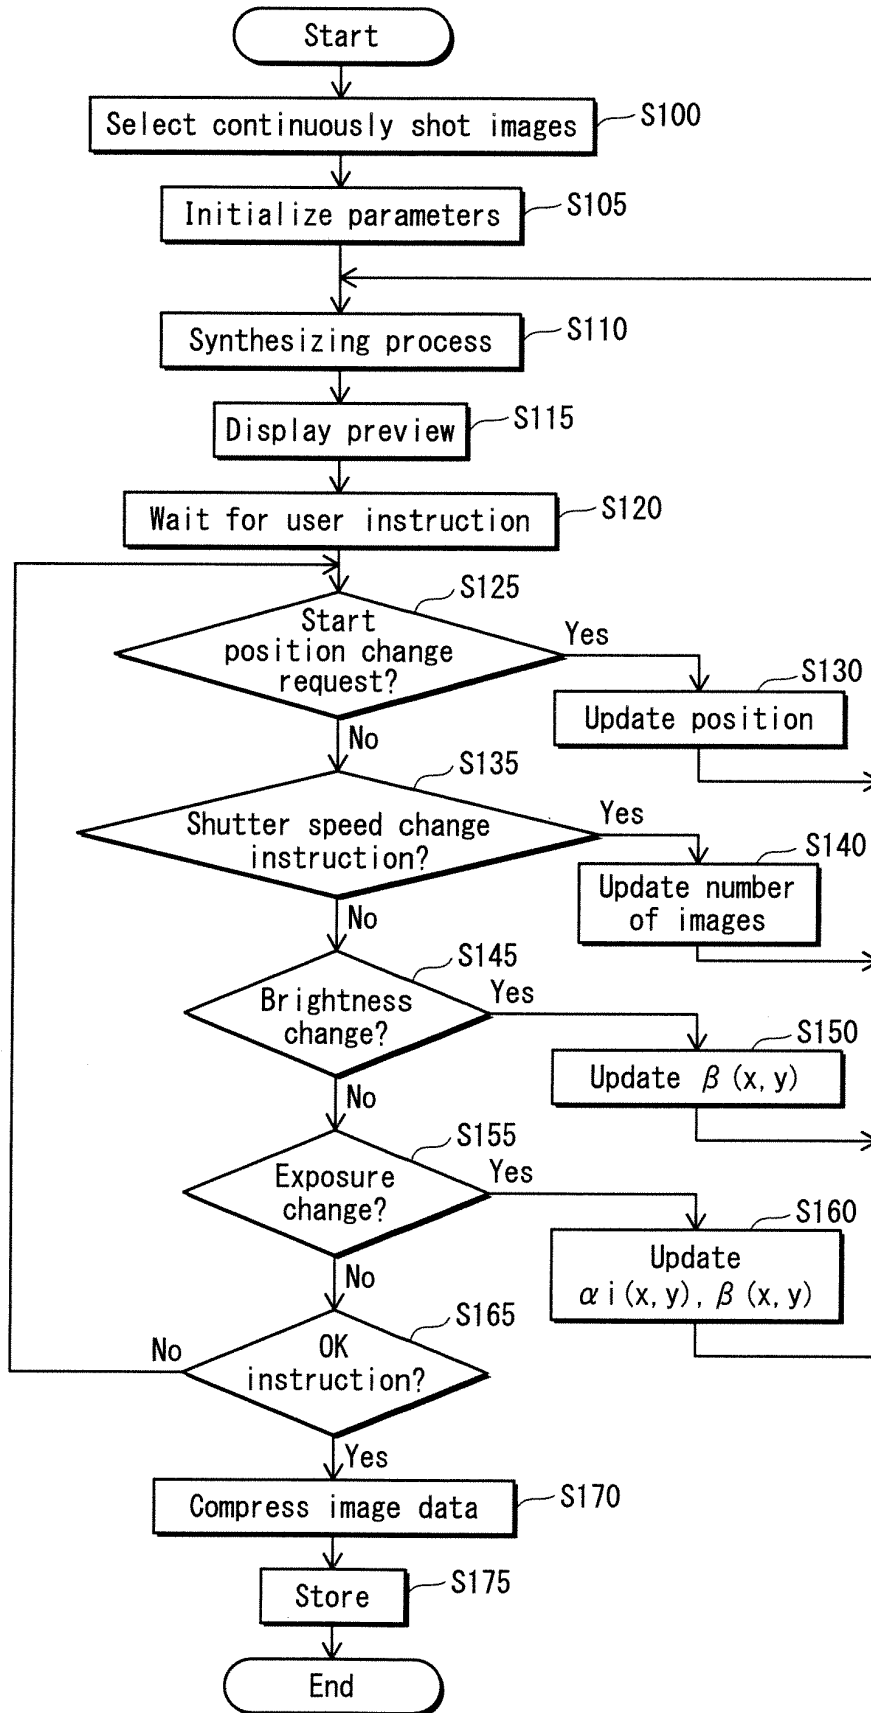 Start
Select continuously shot images
S100
Initialize parameters
S105
Synthesizing process
S110
Display preview
S115
Wait for user instruction
S120
S125
Start
position change
request?
Yes
S130
Update position
No
S135
Shutter speed change
instruction?
Yes
S140
Update number
of images
No
S145
Brightness
change?
Yes
S150
Update β(x,y)
No
S155
Exposure
change?
Yes
S160
Update
αi(x,y), β(x,y)
No
S165
OK
instruction?
No
Yes
Compress image data
S170
Store
S175
End